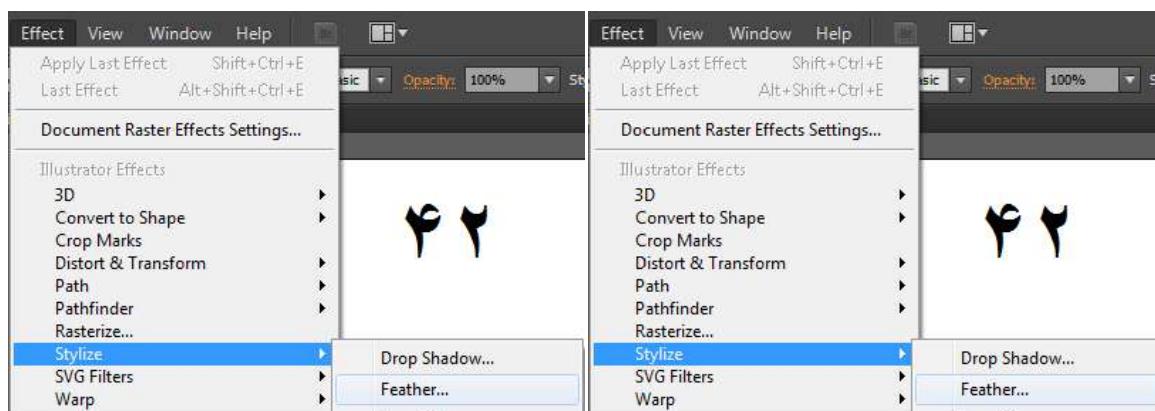 Effect View Window Help
Apply Last Effect Shift+Ctrl+E
Last Effect Alt+Shift+Ctrl+E
Opacity: 100%
Document Raster Effects Settings...
Illustrator Effects
3D
Convert to Shape
Crop Marks
Distort & Transform
Path
Pathfinder
Rasterize...
Stylize
SVG Filters
Warp
۴ ۲
Drop Shadow...
Feather...
Effect View Window Help
Apply Last Effect Shift+Ctrl+E
Last Effect Alt+Shift+Ctrl+E
Opacity: 100%
Document Raster Effects Settings...
Illustrator Effects
3D
Convert to Shape
Crop Marks
Distort & Transform
Path
Pathfinder
Rasterize...
Stylize
SVG Filters
Warp
۴ ۲
Drop Shadow...
Feather...